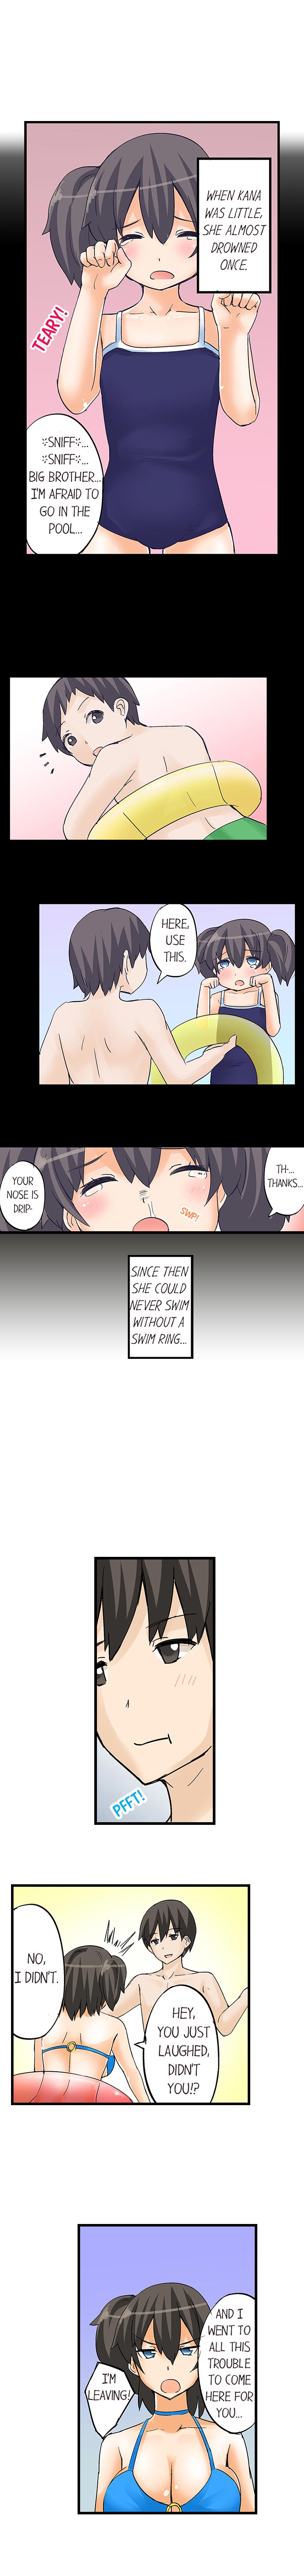 WHEN KANA
WAS LITTLE,
SHE ALMOST
DROWNED
ONCE.
TEARY!
SNIFF...
SNIFF...
BIG BROTHER...
I'M AFRAID TO
GO IN THE
POOL...
HERE,
USE
THIS.
YOUR
NOSE IS
DRIP-
TH-...
THANKS...
SWP!
SINCE THEN
SHE COULD
NEVER SWIM
WITHOUT A
SWIM RING...
PFFT!
NO,
I DIDN'T.
HEY,
YOU JUST
LAUGHED,
DIDN'T
YOU!?
AND I
WENT TO
ALL THIS
TROUBLE
TO COME
HERE FOR
YOU...
I'M
LEAVING!